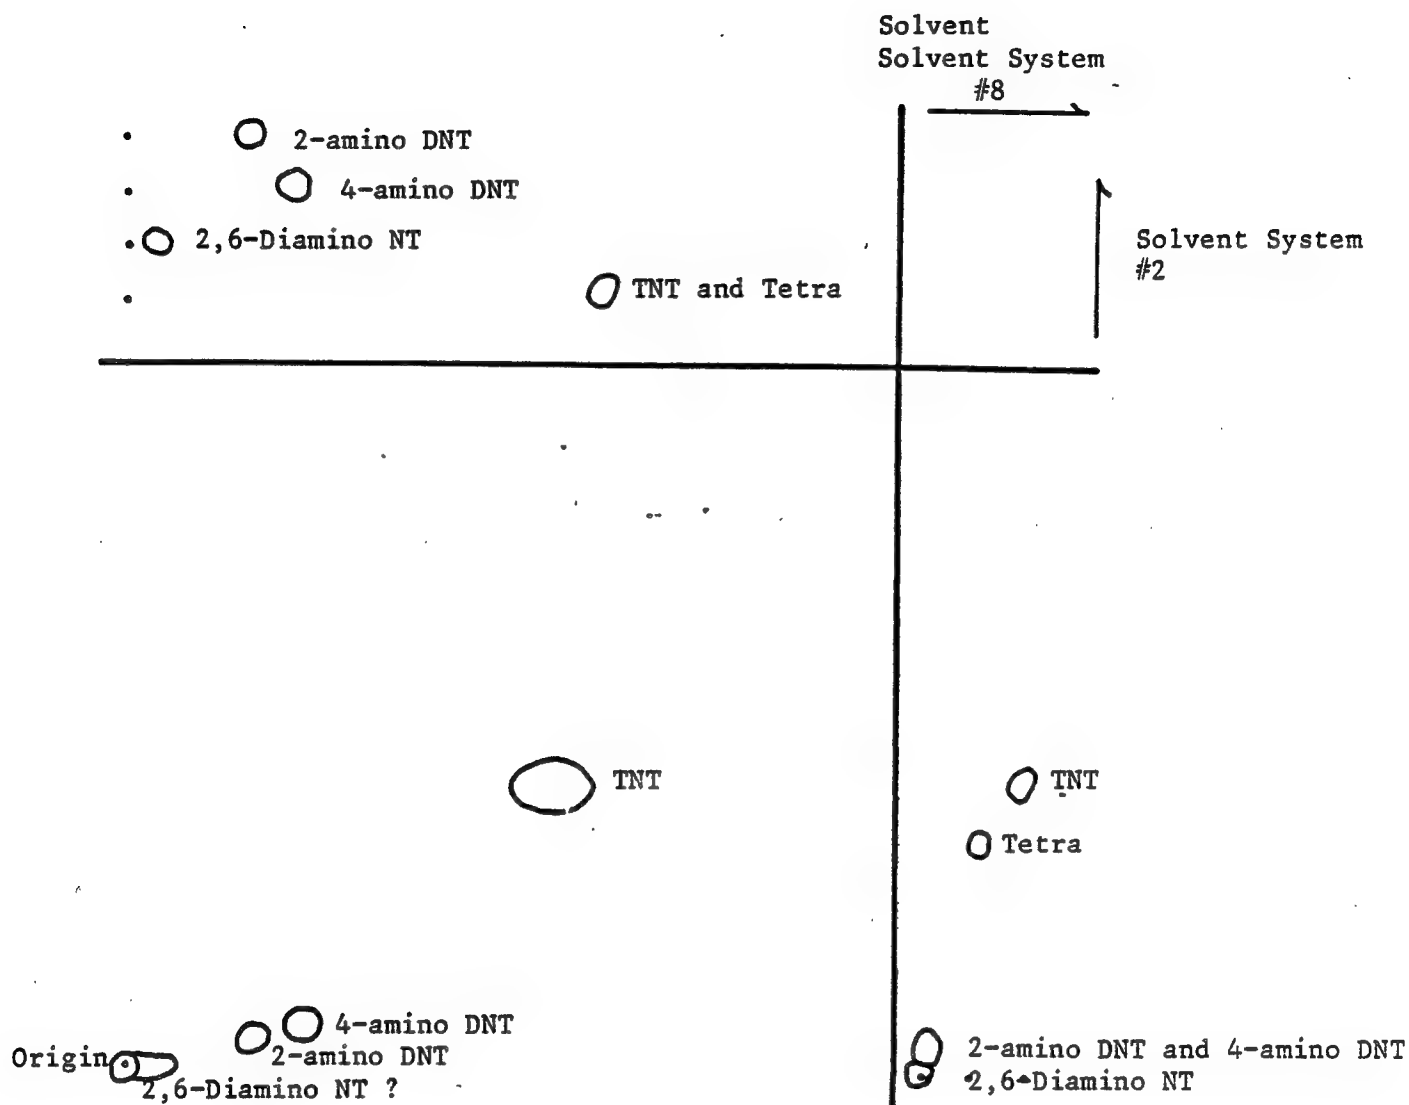 Solvent
Solvent System
#8
2-amino DNT
4-amino DNT
2,6-Diamino NT
Solvent System
#2
TNT and Tetra
TNT
TNT
Tetra
4-amino DNT
2-amino DNT
Origin
2,6-Diamino NT ?
2-amino DNT and 4-amino DNT
2,6-Diamino NT